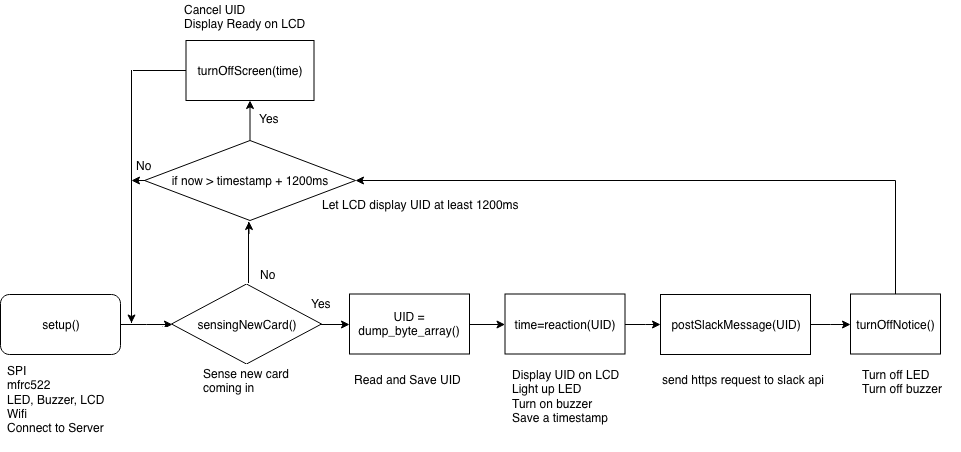 Cancel UID
Display Ready on LCD
turnOffScreen(time)
Yes
No
if now > timestamp + 1200ms
Let LCD display UID at least 1200ms
No
Yes
setup()
sensingNewCard()
UID =
dump_byte_array()
time=reaction(UID)
postSlackMessage(UID)
turnOffNotice()
SPI
mfrc522
LED, Buzzer, LCD
Wifi
Connect to Server
Sense new card
coming in
Read and Save UID
Display UID on LCD
Light up LED
Turn on buzzer
Save a timestamp
send https request to slack api
Turn off LED
Turn off buzzer